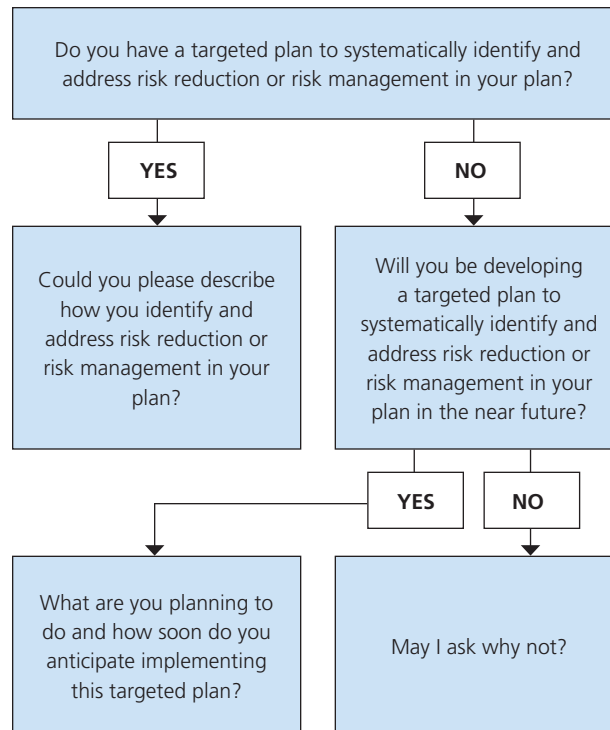 Do you have a targeted plan to systematically identify and
address risk reduction or risk management in your plan?
YES
NO
Could you please describe
how you identify and
address risk reduction or
risk management in your
plan?
Will you be developing
a targeted plan to
systematically identify and
address risk reduction or
risk management in your
plan in the near future?
YES
NO
What are you planning to
do and how soon do you
anticipate implementing
this targeted plan?
May I ask why not?